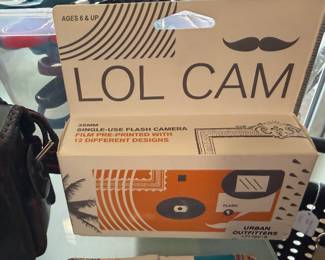 AGES 6 & UP
LOL CAM
35MM
SINGLE-USE FLASH CAMERA
FILM PRE-PRINTED WITH
12 DIFFERENT DESIGNS
FLASH
URBAN
OUTFITTERS